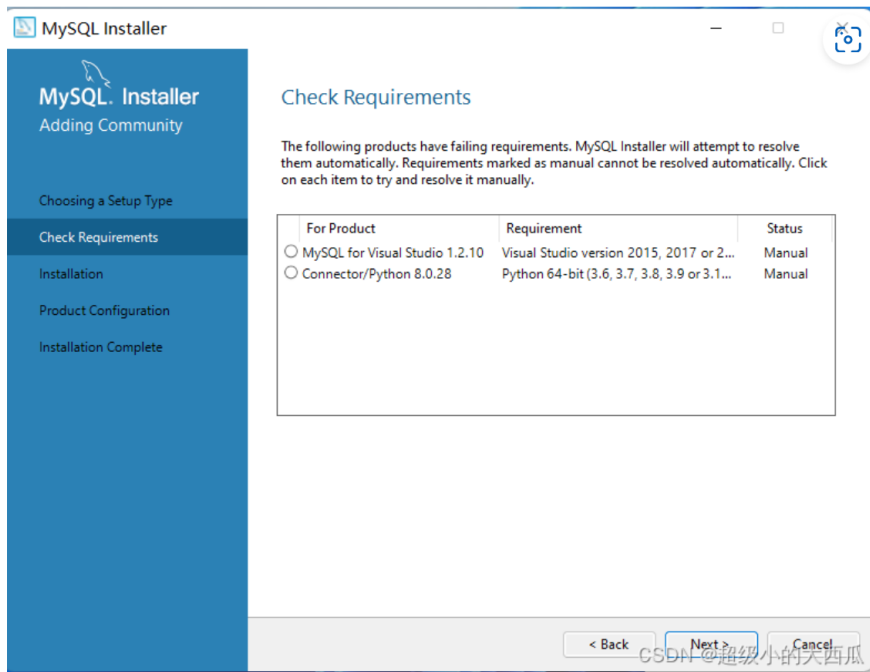 MySQL Installer
MySQL. Installer
Adding Community
Choosing a Setup Type
Check Requirements
Installation
Product Configuration
Installation Complete
Check Requirements
The following products have failing requirements. MySQL Installer will attempt to resolve
them automatically. Requirements marked as manual cannot be resolved automatically. Click
on each item to try and resolve it manually.
For Product Requirement Status
MySQL for Visual Studio 1.2.10 Visual Studio version 2015, 2017 or 2... Manual
Connector/Python 8.0.28 Python 64-bit (3.6, 3.7, 3.8, 3.9 or 3.1... Manual
< Back Next > Cancel
CSDN @超级小的大西瓜